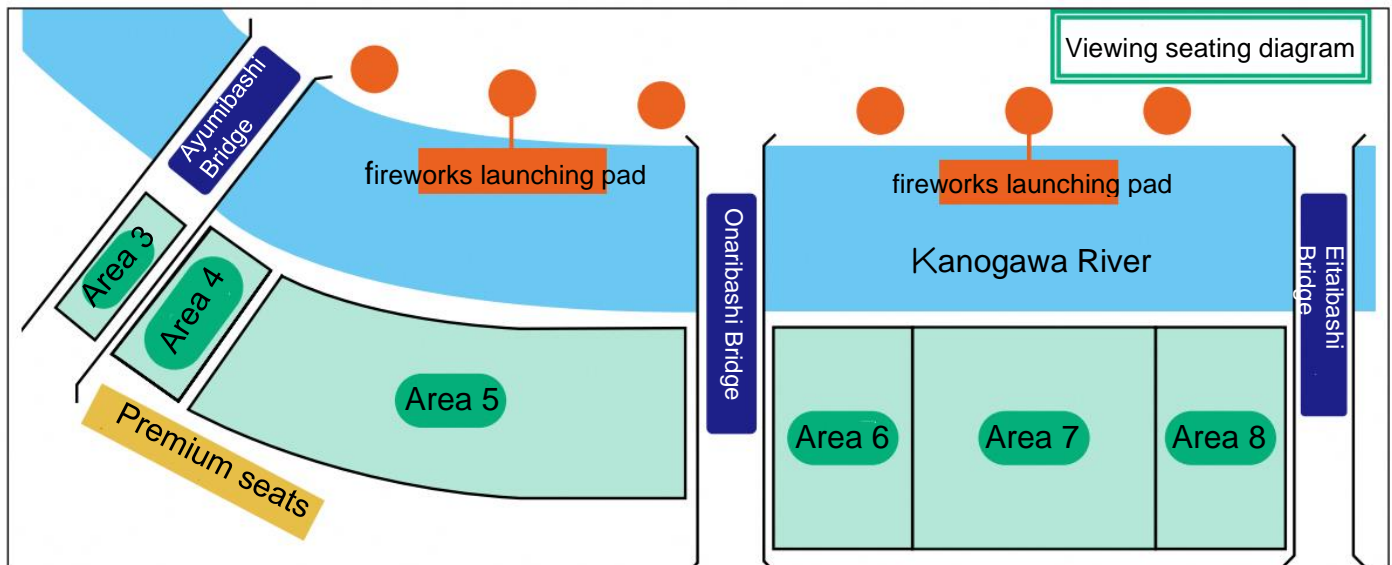 Viewing seating diagram
Ayumibashi
Bridge
fireworks launching pad
fireworks launching pad
Onaribashi Bridge
Kanogawa River
Eitaibashi
Bridge
Area 3
Area 4
Area 5
Area 6
Area 7
Area 8
Premium seats